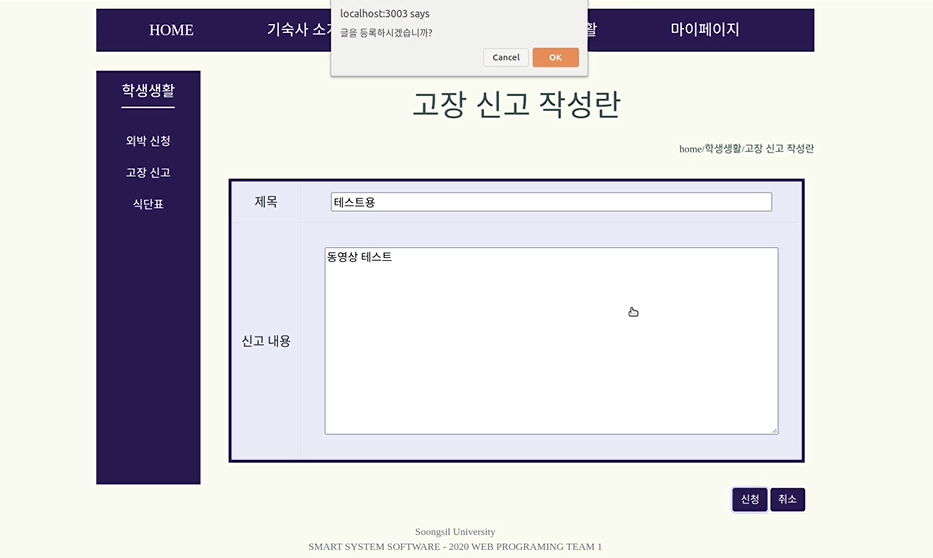 localhost:3003 says
글을 등록하시겠습니까?
Cancel OK
HOME 기숙사 마이페이지
학생생활
외박 신청
고장 신고
식단표
고장 신고 작성란
home/학생생활/고장 신고 작성란
제목 테스트용
신고 내용 동영상 테스트
신청 취소
Soongsil University
SMART SYSTEM SOFTWARE - 2020 WEB PROGRAMING TEAM 1